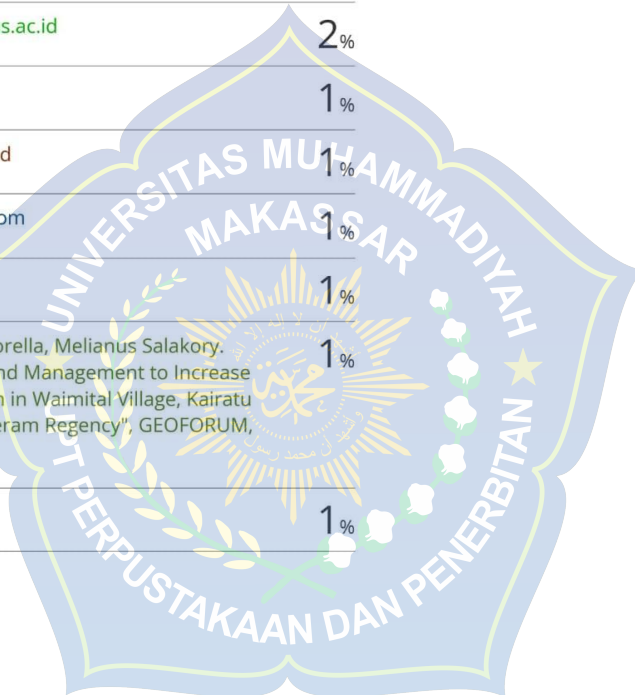 s.ac.id
2%
1%
d
1%
om
1%
1%
orella, Melianus Salakory.
nd Management to Increase
n in Waimital Village, Kairatu
eram Regency", GEOFORUM,
1%
1%
UNIVERSITAS MUHAMMADIYAH
MAKASSAR
UPT PERPUSTAKAAN DAN PENERBITAN
محمد